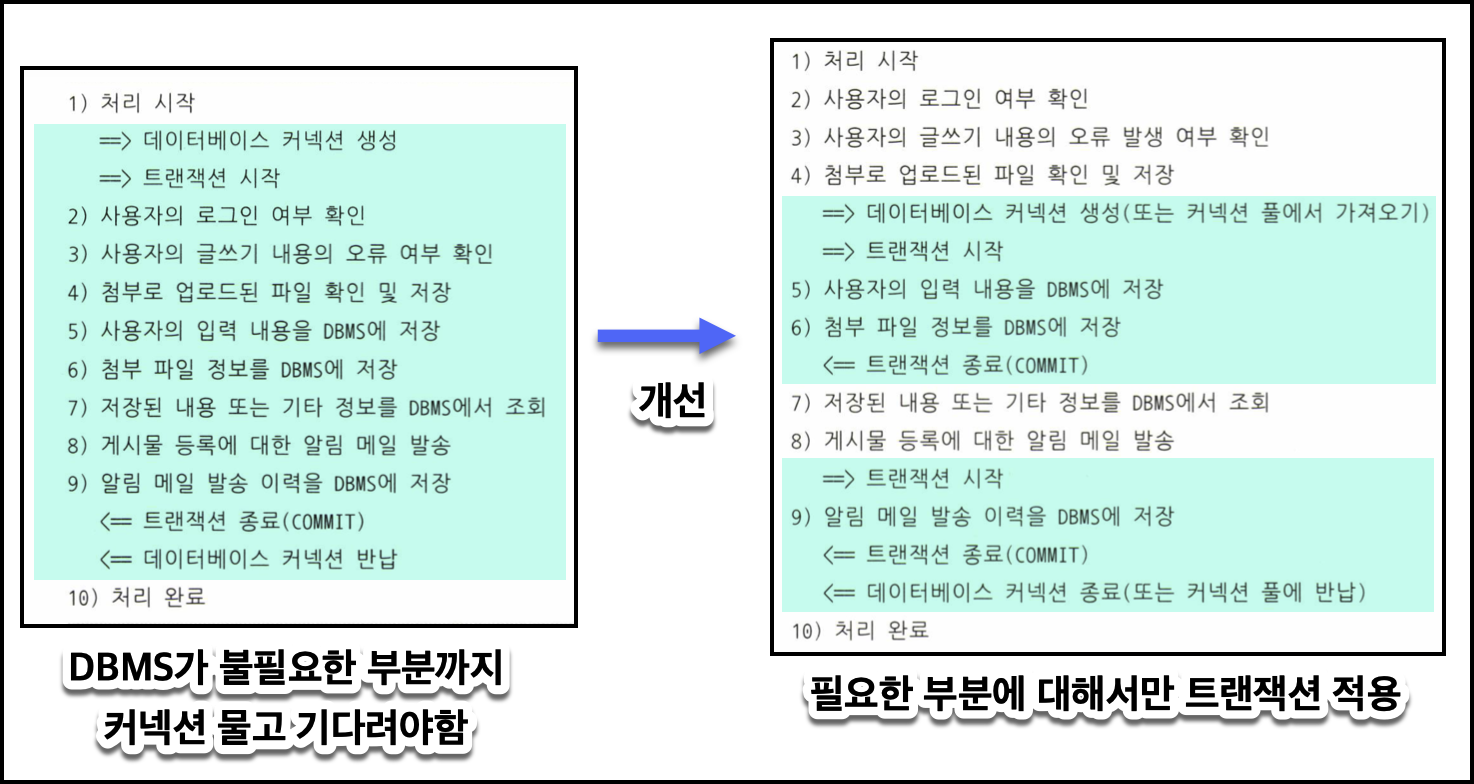 1) 처리 시작
==> 데이터베이스 커넥션 생성
==> 트랜잭션 시작
2) 사용자의 로그인 여부 확인
3) 사용자의 글쓰기 내용의 오류 여부 확인
4) 첨부로 업로드된 파일 확인 및 저장
5) 사용자의 입력 내용을 DBMS에 저장
6) 첨부 파일 정보를 DBMS에 저장
7) 저장된 내용 또는 기타 정보를 DBMS에서 조회
8) 게시물 등록에 대한 알림 메일 발송
9) 알림 메일 발송 이력을 DBMS에 저장
<== 트랜잭션 종료(COMMIT)
<== 데이터베이스 커넥션 반납
10) 처리 완료
DBMS가 불필요한 부분까지
커넥션 물고 기다려야함
개선
1) 처리 시작
2) 사용자의 로그인 여부 확인
3) 사용자의 글쓰기 내용의 오류 발생 여부 확인
4) 첨부로 업로드된 파일 확인 및 저장
==> 데이터베이스 커넥션 생성(또는 커넥션 풀에서 가져오기)
==> 트랜잭션 시작
5) 사용자의 입력 내용을 DBMS에 저장
6) 첨부 파일 정보를 DBMS에 저장
<== 트랜잭션 종료(COMMIT)
7) 저장된 내용 또는 기타 정보를 DBMS에서 조회
8) 게시물 등록에 대한 알림 메일 발송
==> 트랜잭션 시작
9) 알림 메일 발송 이력을 DBMS에 저장
<== 트랜잭션 종료(COMMIT)
<== 데이터베이스 커넥션 종료(또는 커넥션 풀에 반납)
10) 처리 완료
필요한 부분에 대해서만 트랜잭션 적용